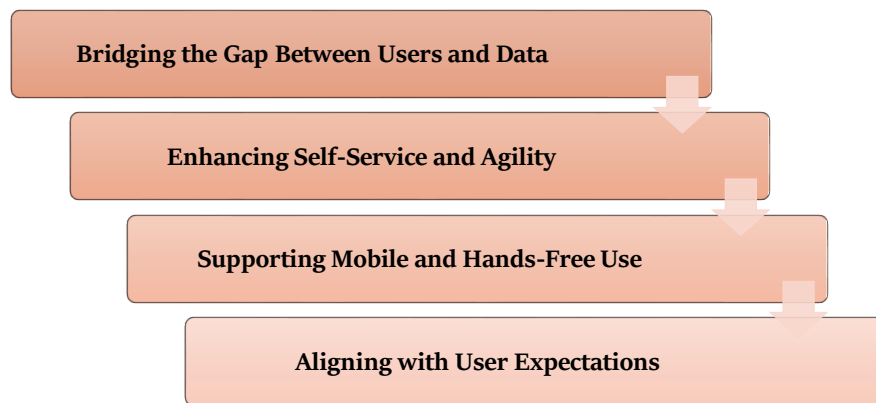 Bridging the Gap Between Users and Data
Enhancing Self-Service and Agility
Supporting Mobile and Hands-Free Use
Aligning with User Expectations